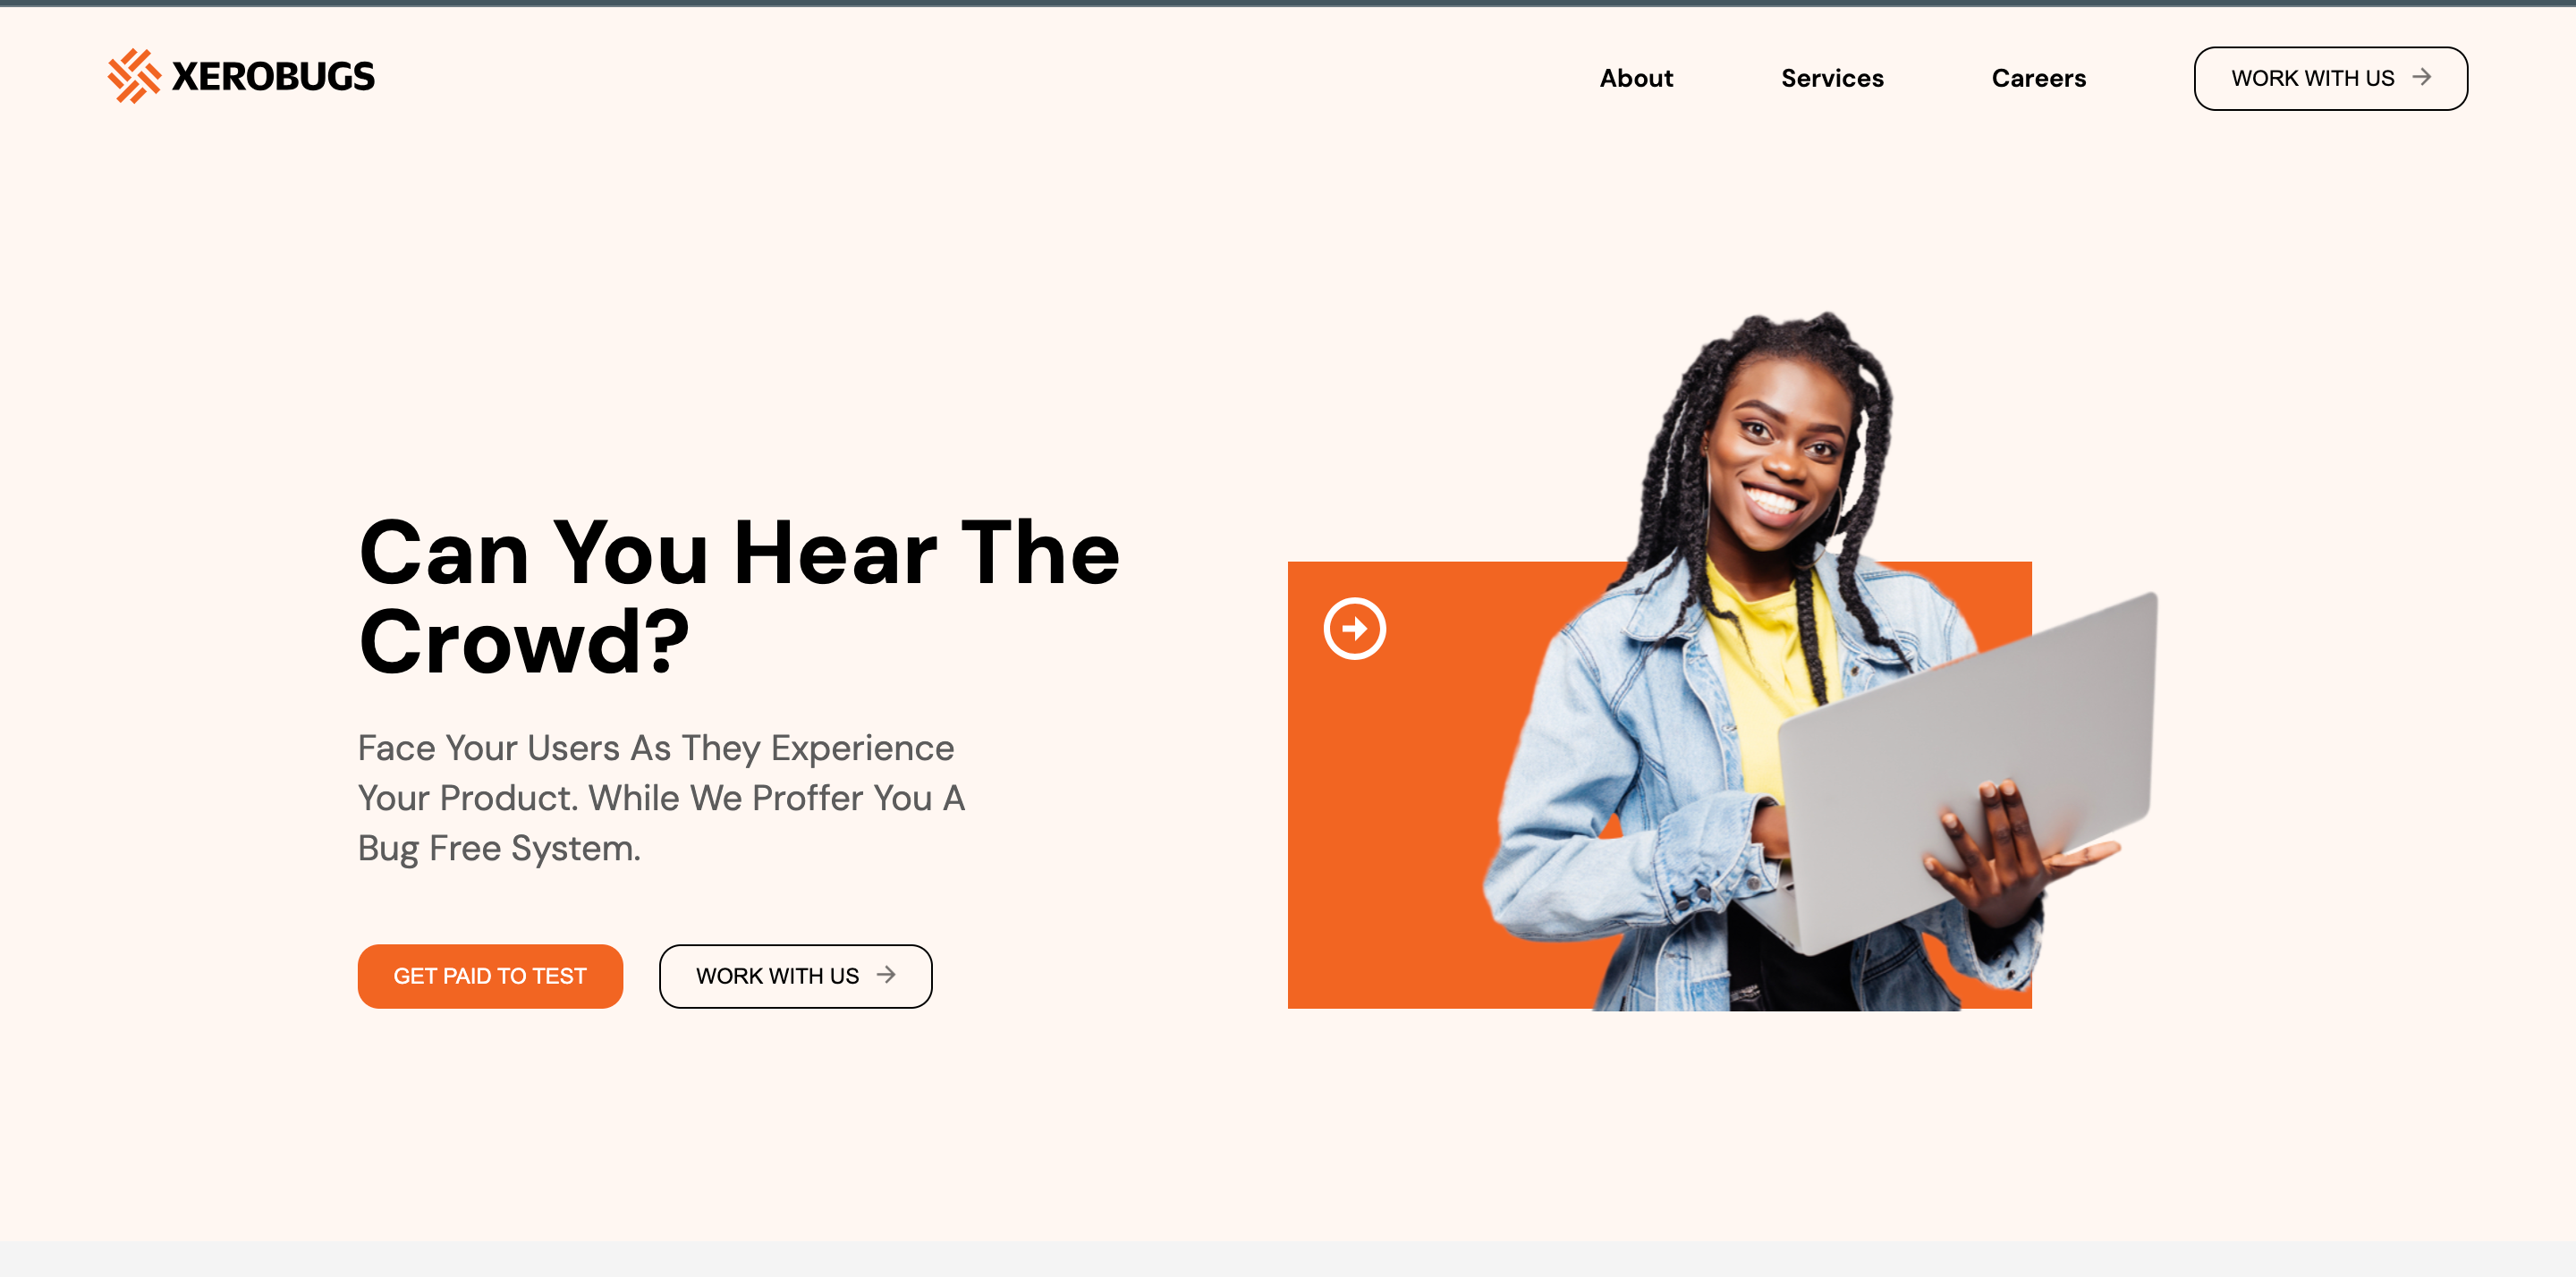 XEROBUGS
About
Services
Careers
WORK WITH US
Can You Hear The
Crowd?
Face Your Users As They Experience
Your Product. While We Proffer You A
Bug Free System.
GET PAID TO TEST
WORK WITH US